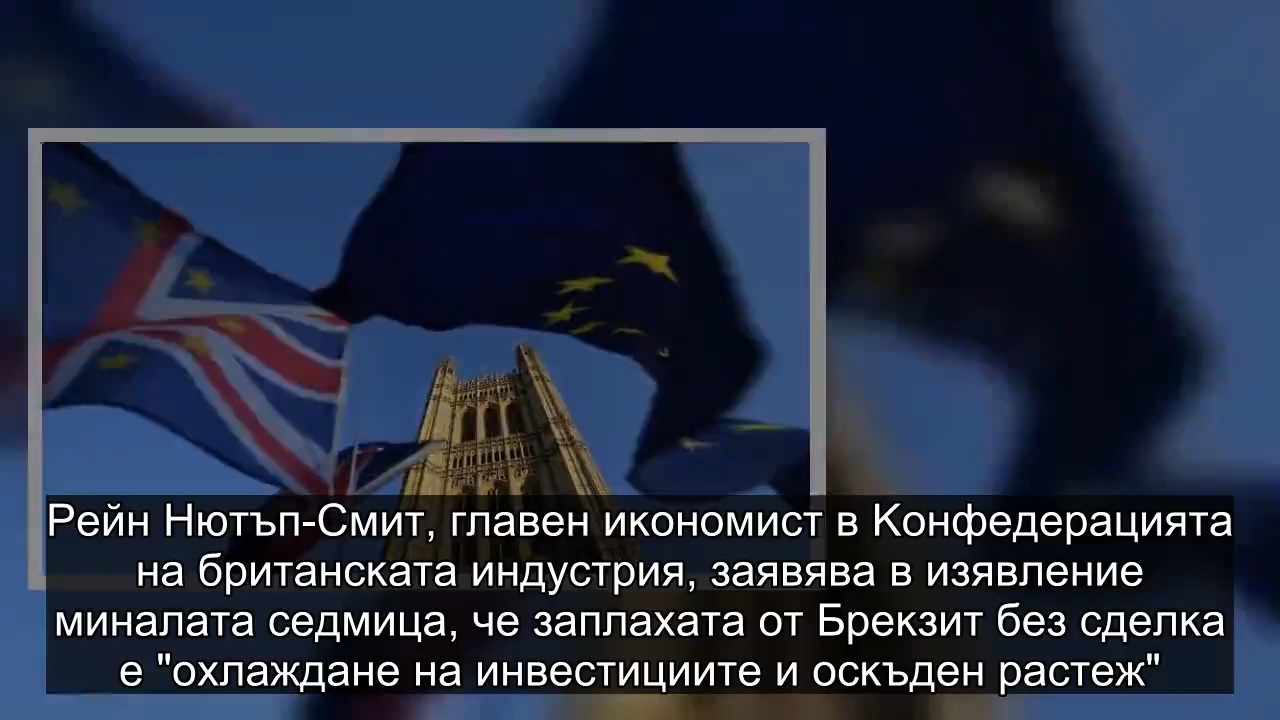 Рейн Нютъп-Смит, главен икономист в Конфедерацията
на британската индустрия, заявява в изявление
миналата седмица, че заплахата от Брекзит без сделка
е "охлаждане на инвестициите и оскъден растеж"